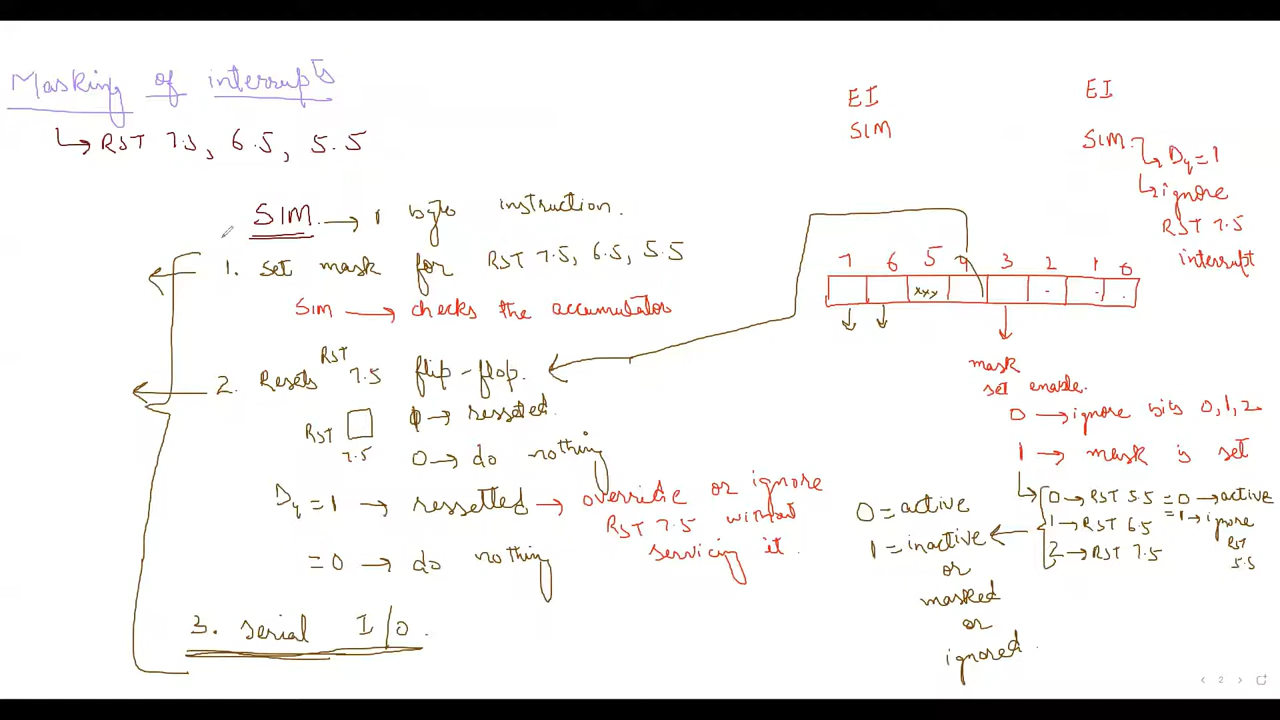 Masking of interrupts
↳ RST 7.5, 6.5, 5.5
SIM → 1 byte instruction.
1. Set mask for RST 7.5, 6.5, 5.5
SIM → checks the accumulator
2. Resets RST 7.5 flip-flop.
RST 7.5
1 → resseted
0 → do nothing
D4 = 1 → ressetted → override or ignore
RST 7.5 without
servicing it.
= 0 → do nothing
3. Serial I/O.
EI
SIM
EI
SIM.
↳ D4 = 1
↳ ignore
RST 7.5
interrupt
7 6 5 4 3 2 1 0
xxx
mask
set enable.
0 → ignore bits 0, 1, 2
1 → mask is set
0 → RST 5.5 = 0 → active
1 → RST 6.5 = 1 → ignore
RST
5.5
2 → RST 7.5
0 = active
1 = inactive
or
masked
or
ignored.
2